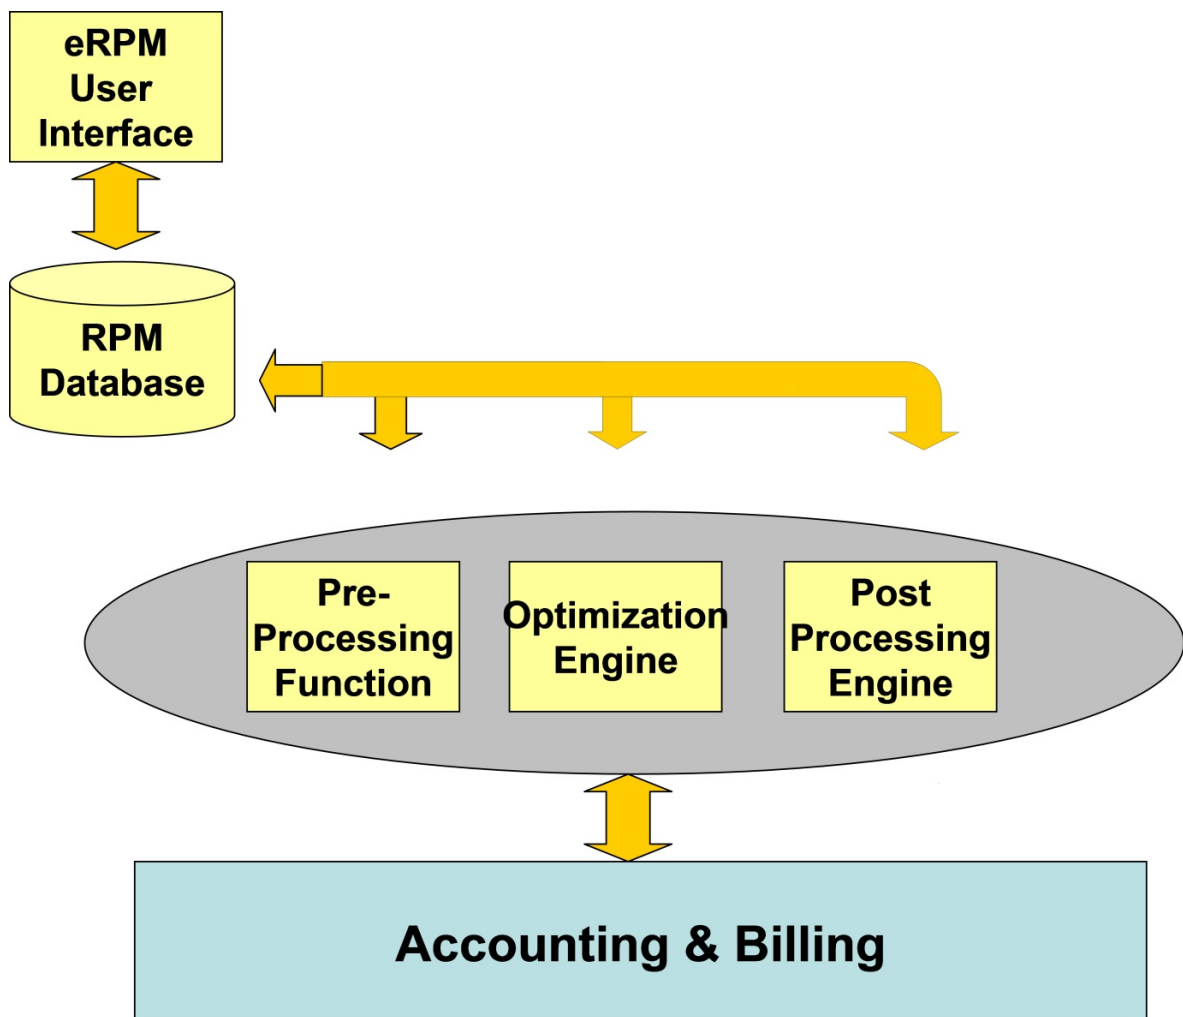 eRPM
User
Interface
RPM
Database
Pre-
Processing
Function
Optimization
Engine
Post
Processing
Engine
Accounting & Billing